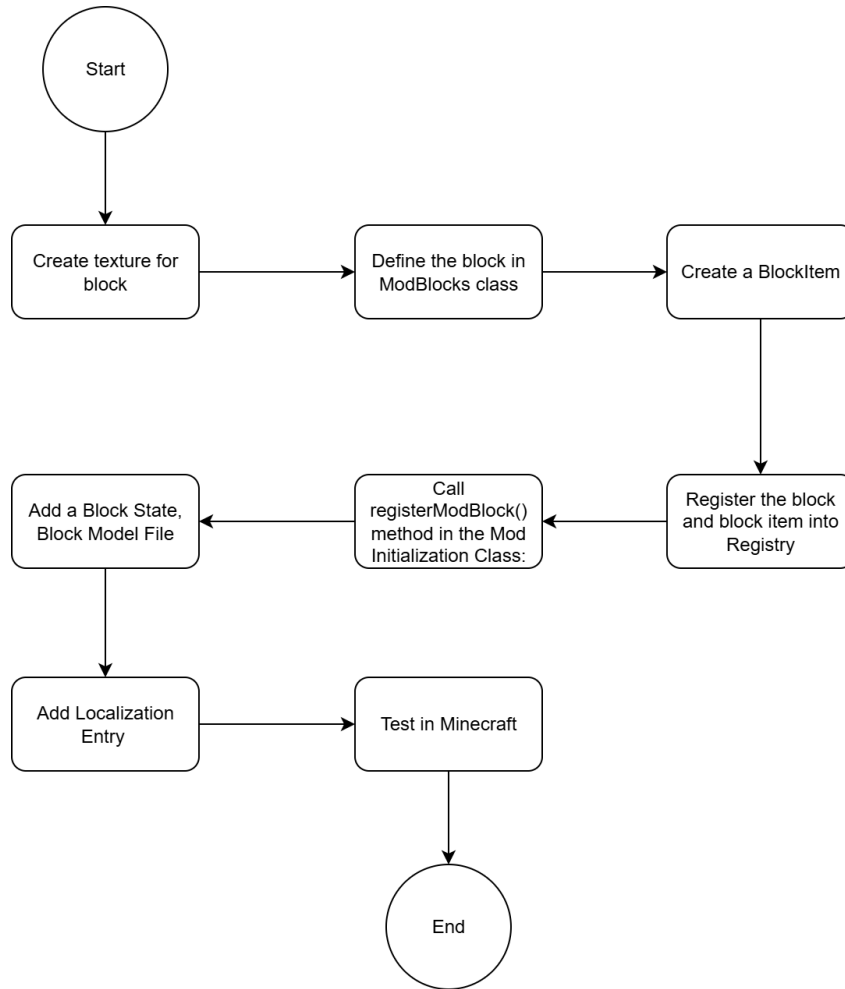 Start
Create texture for
block
Define the block in
ModBlocks class
Create a BlockItem
Register the block
and block item into
Registry
Call
registerModBlock()
method in the Mod
Initialization Class:
Add a Block State,
Block Model File
Add Localization
Entry
Test in Minecraft
End